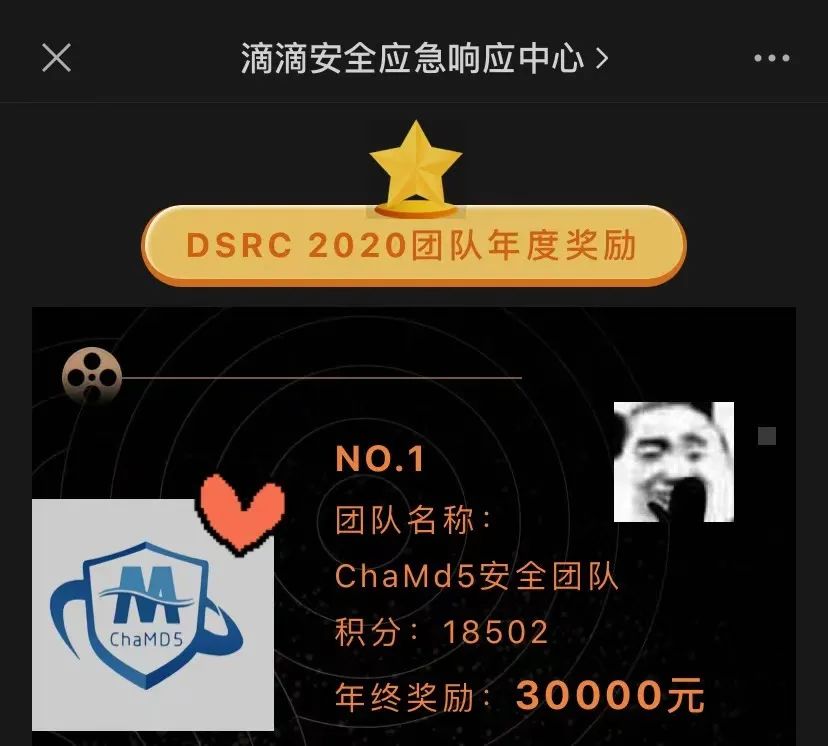 滴滴安全应急响应中心
DSRC 2020团队年度奖励
NO.1
团队名称：
ChaMd5安全团队
积分：18502
年终奖励：30000元
ChaMD5